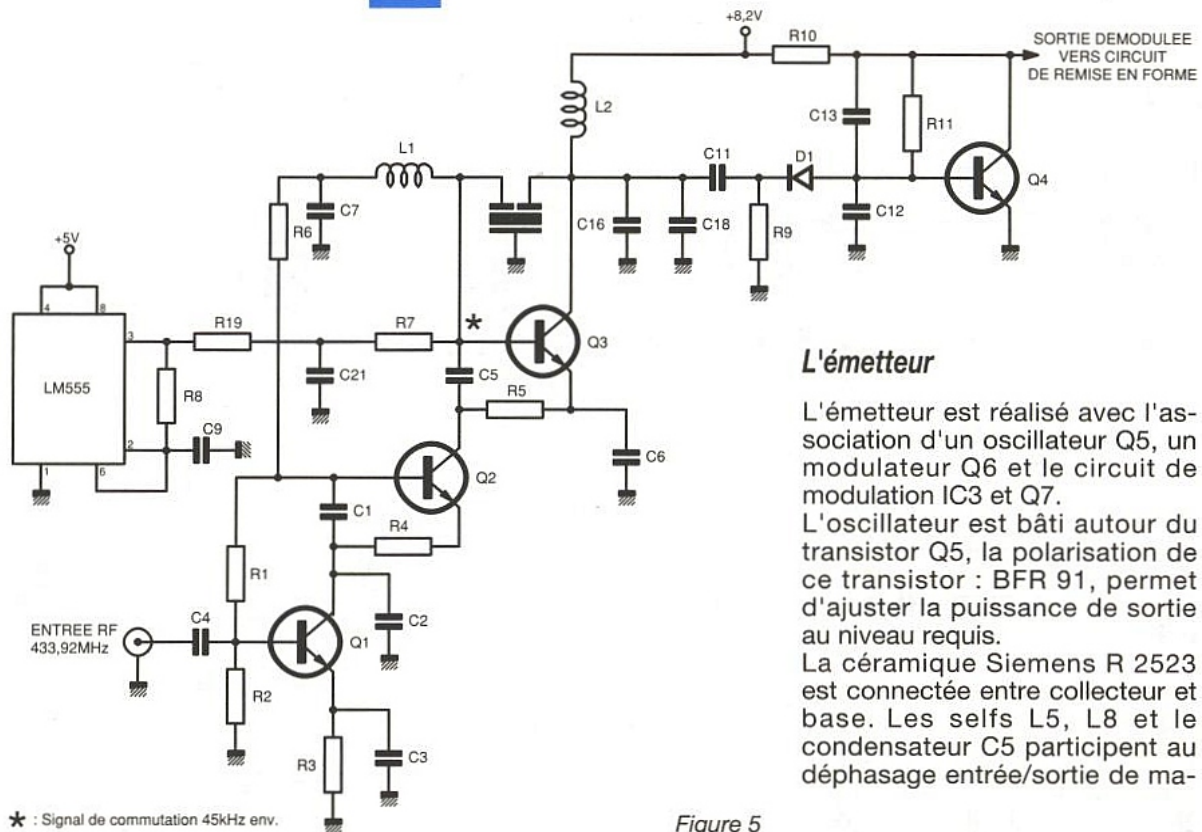 +8,2V
R10
SORTIE DEMODULEE
VERS CIRCUIT
DE REMISE EN FORME
L2
C13
R11
L1
C11
D1
Q4
C7
C16
C18
R9
C12
R6
+5V
4
8
3
R19
R7
*
Q3
LM555
R8
C21
C5
R5
C9
2
1
6
Q2
C6
C1
R4
R1
ENTREE RF
433,92MHz
C4
Q1
C2
R2
R3
C3
* : Signal de commutation 45kHz env.
Figure 5
L'émetteur
L'émetteur est réalisé avec l'as-
sociation d'un oscillateur Q5, un
modulateur Q6 et le circuit de
modulation IC3 et Q7.
L'oscillateur est bâti autour du
transistor Q5, la polarisation de
ce transistor : BFR 91, permet
d'ajuster la puissance de sortie
au niveau requis.
La céramique Siemens R 2523
est connectée entre collecteur et
base. Les selfs L5, L8 et le
condensateur C5 participent au
déphasage entrée/sortie de ma-